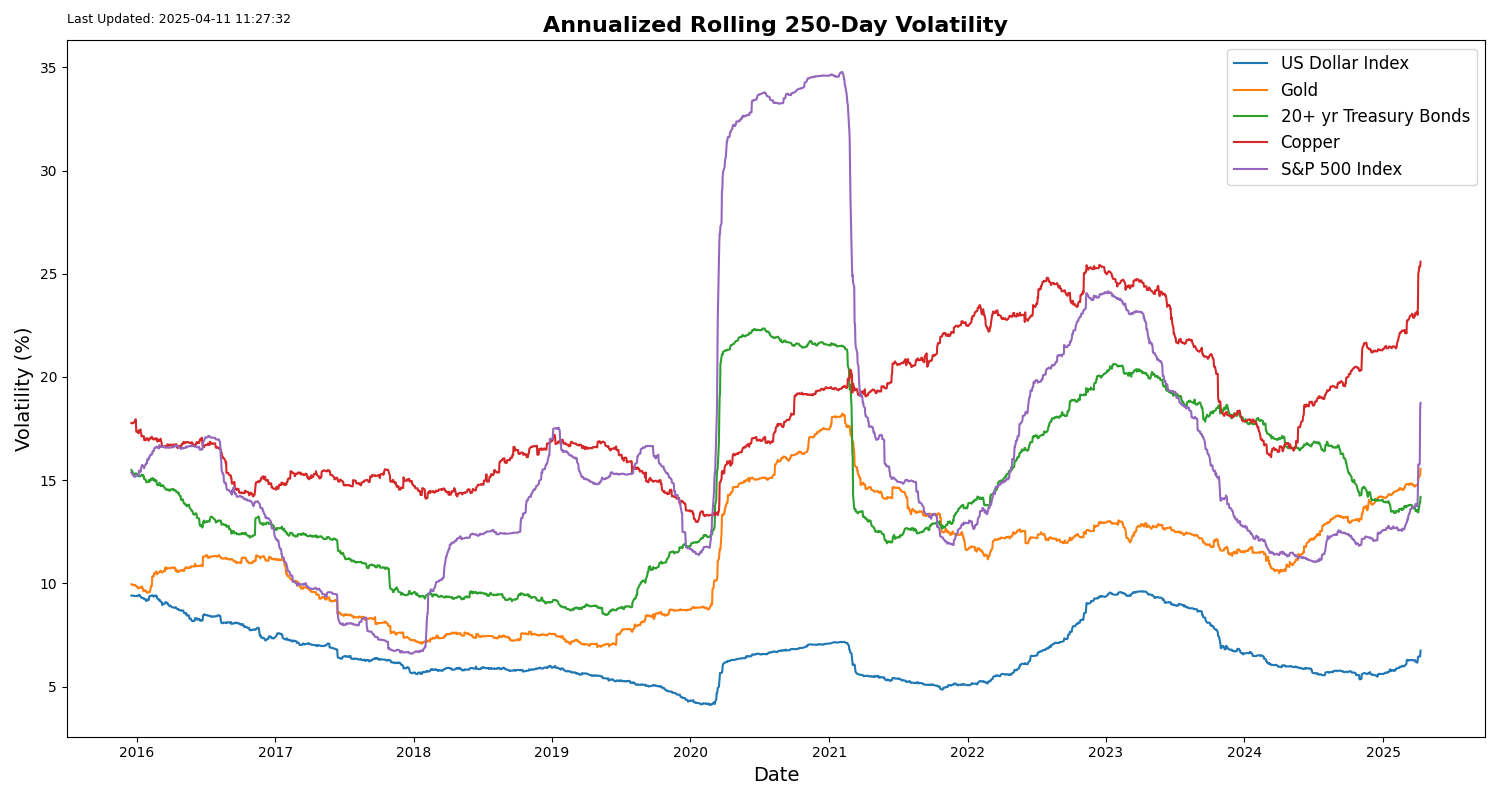 Last Updated: 2025-04-11 11:27:32
Annualized Rolling 250-Day Volatility
US Dollar Index
Gold
20+ yr Treasury Bonds
Copper
S&P 500 Index
Volatility (%)
35
30
25
20
15
10
5
2016 2017 2018 2019 2020 2021 2022 2023 2024 2025
Date